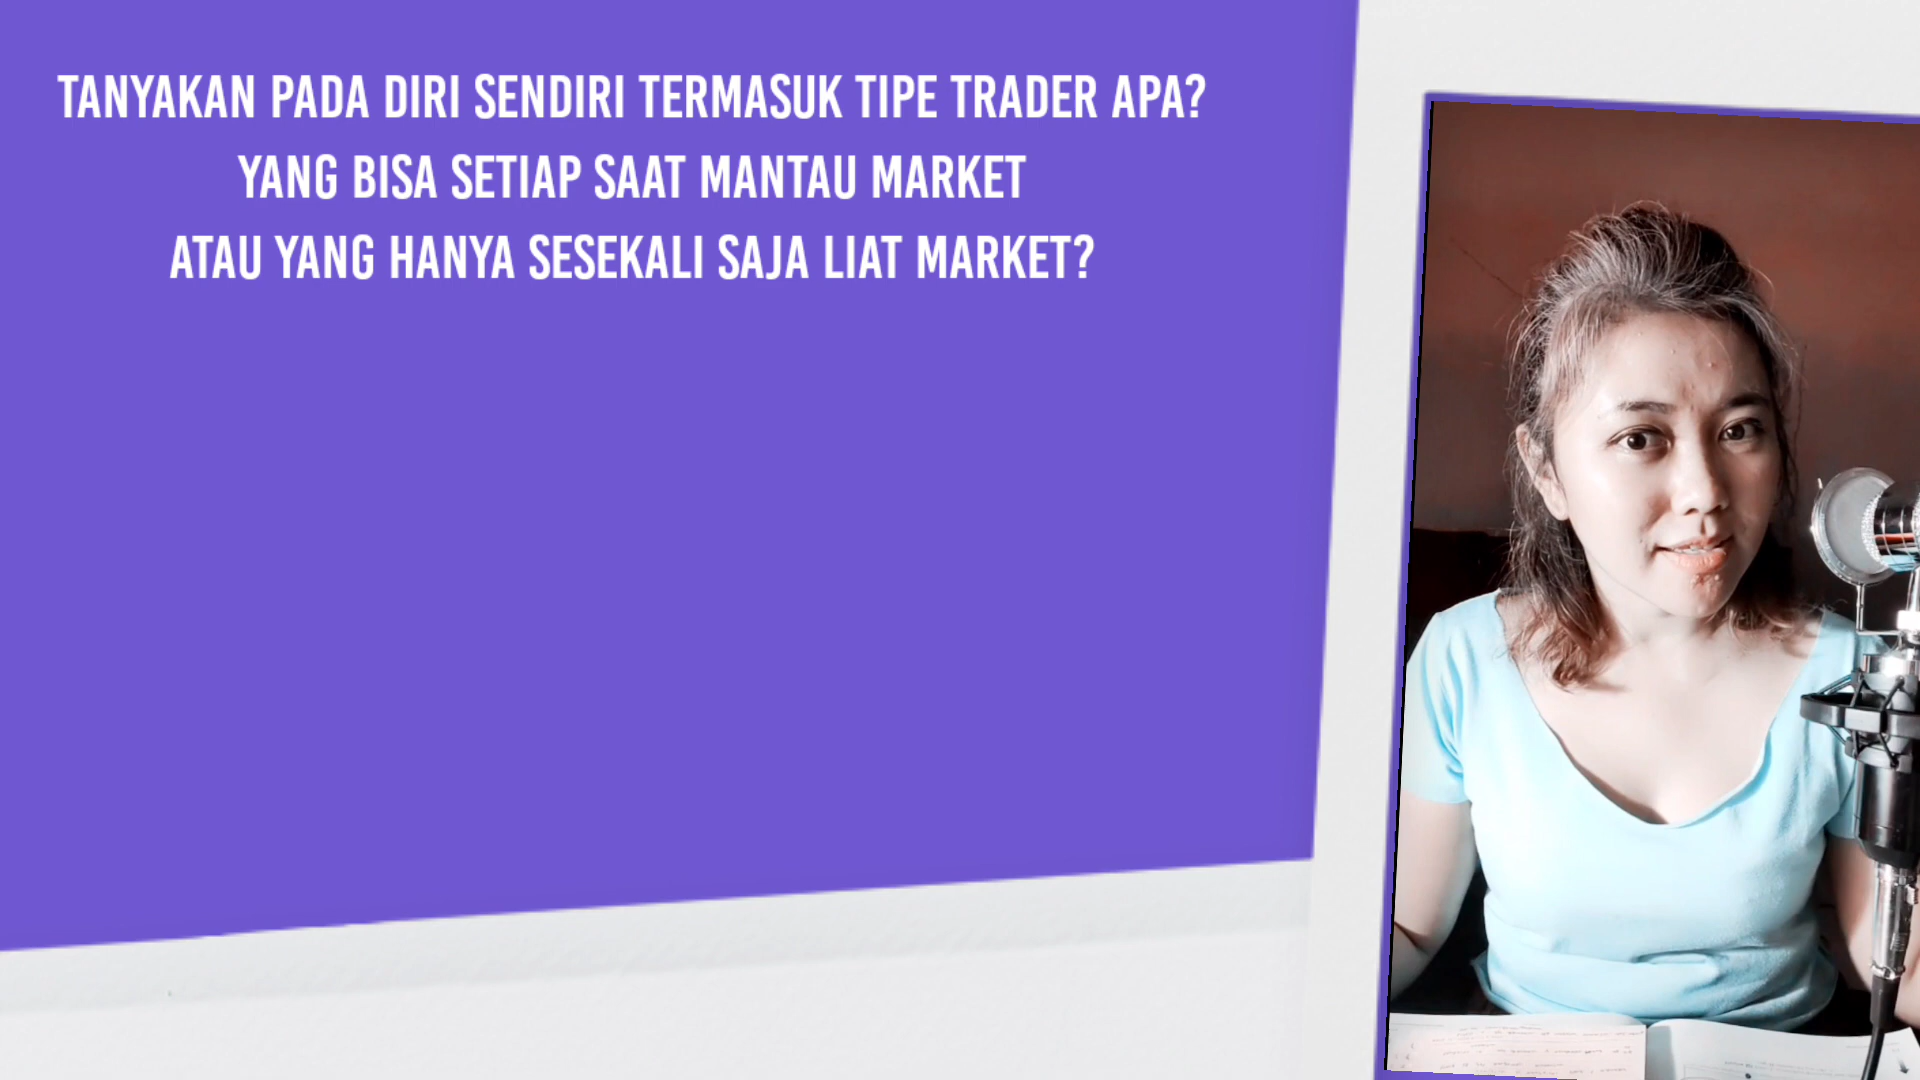 TANYAKAN PADA DIRI SENDIRI TERMASUK TIPE TRADER APA?
YANG BISA SETIAP SAAT MANTAU MARKET
ATAU YANG HANYA SESEKALI SAJA LIAT MARKET?